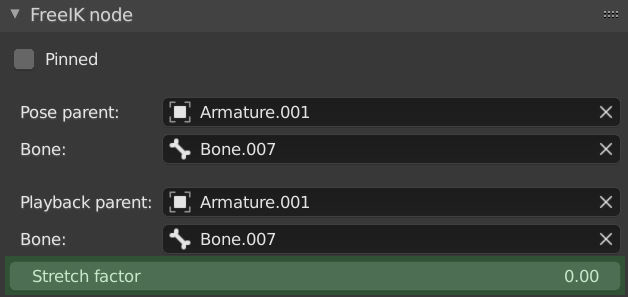 FreeIK node
Pinned
Pose parent: Armature.001
Bone: Bone.007
Playback parent: Armature.001
Bone: Bone.007
Stretch factor 0.00